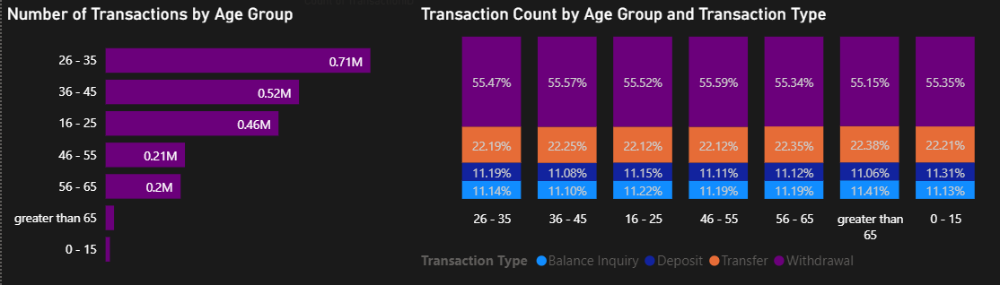 Number of Transactions by Age Group
26 - 35
0.71M
36 - 45
0.52M
16 - 25
0.46M
46 - 55
0.21M
56 - 65
0.2M
greater than 65
0 - 15
Transaction Count by Age Group and Transaction Type
55.47% 55.57% 55.52% 55.59% 55.34% 55.15% 55.35%
22.19% 22.25% 22.12% 22.12% 22.35% 22.38% 22.21%
11.19% 11.08% 11.15% 11.11% 11.12% 11.06% 11.31%
11.14% 11.10% 11.22% 11.19% 11.19% 11.41% 11.13%
26 - 35 36 - 45 16 - 25 46 - 55 56 - 65 greater than 0 - 15
65
Transaction Type Balance Inquiry Deposit Transfer Withdrawal